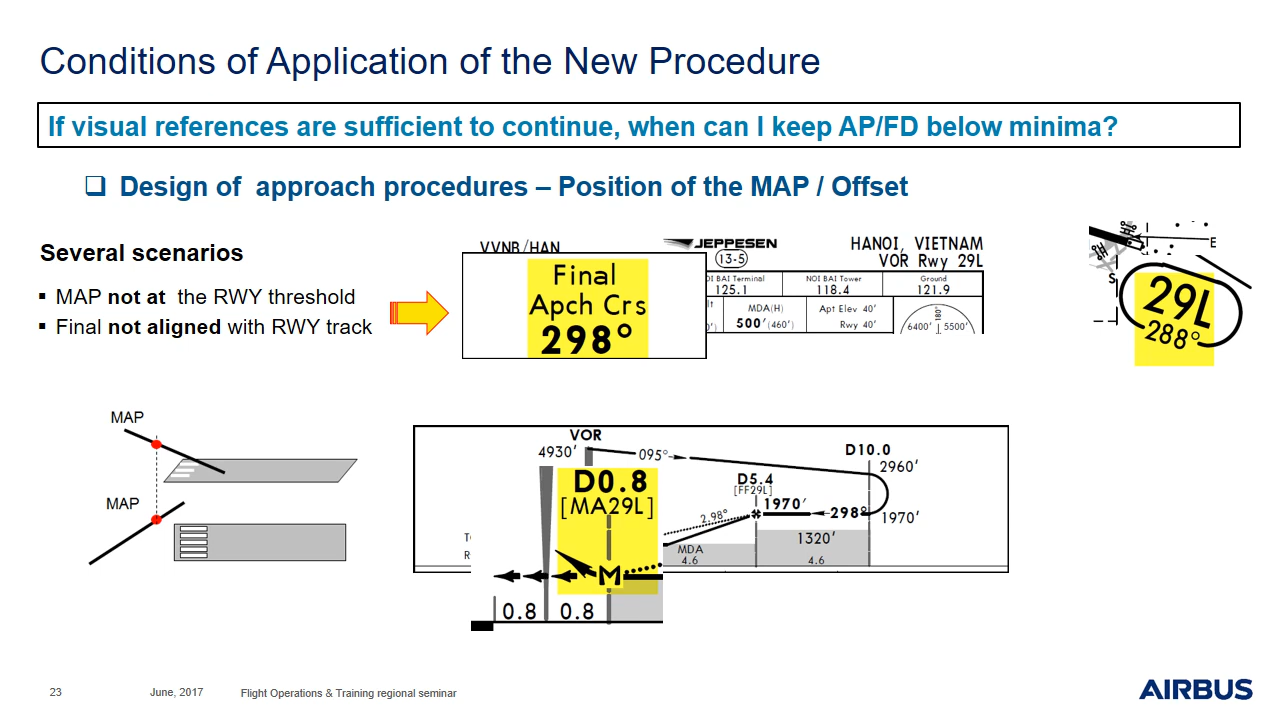 Conditions of Application of the New Procedure
If visual references are sufficient to continue, when can I keep AP/FD below minima?
Design of approach procedures – Position of the MAP / Offset
Several scenarios
MAP not at the RWY threshold
Final not aligned with RWY track
VVNB/HAN
JEPPESEN
13-5
HANOI, VIETNAM
VOR Rwy 29L
Final
Apch Crs
298°
NOI BAI Terminal
125.1
NOI BAI Tower
118.4
Ground
121.9
MDA(H)
500'(460')
Apt Elev 40'
Rwy 40'
180°
6400' 5500'
E
S
29L
288°
MAP
MAP
VOR
4930'
095°
D10.0
2960'
D0.8
[MA29L]
D5.4
[FF29L]
1970'
298°
1970'
2.98°
1320'
MDA
4.6
4.6
M
0.8
0.8
23
June, 2017
Flight Operations & Training regional seminar
AIRBUS